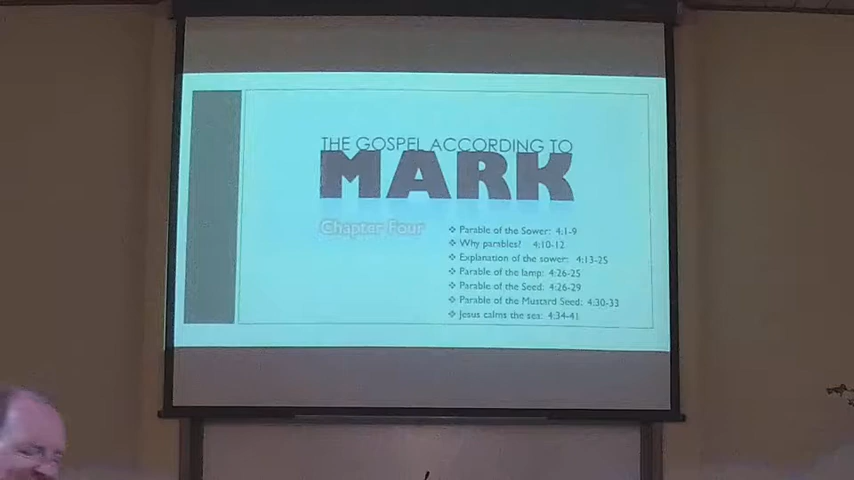 THE GOSPEL ACCORDING TO
MARK
Chapter Four
❖ Parable of the Sower: 4:1-9
❖ Why parables? 4:10-12
❖ Explanation of the sower: 4:13-25
❖ Parable of the lamp: 4:26-25
❖ Parable of the Seed: 4:26-29
❖ Parable of the Mustard Seed: 4:30-33
❖ Jesus calms the sea: 4:34-41